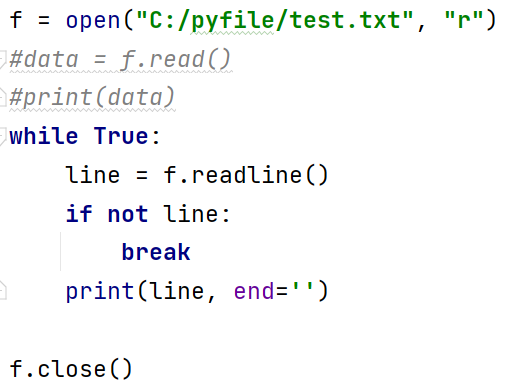 f = open("C:/pyfile/test.txt", "r")
#data = f.read()
#print(data)
while True:
    line = f.readline()
    if not line:
        break
    print(line, end='')
f.close()